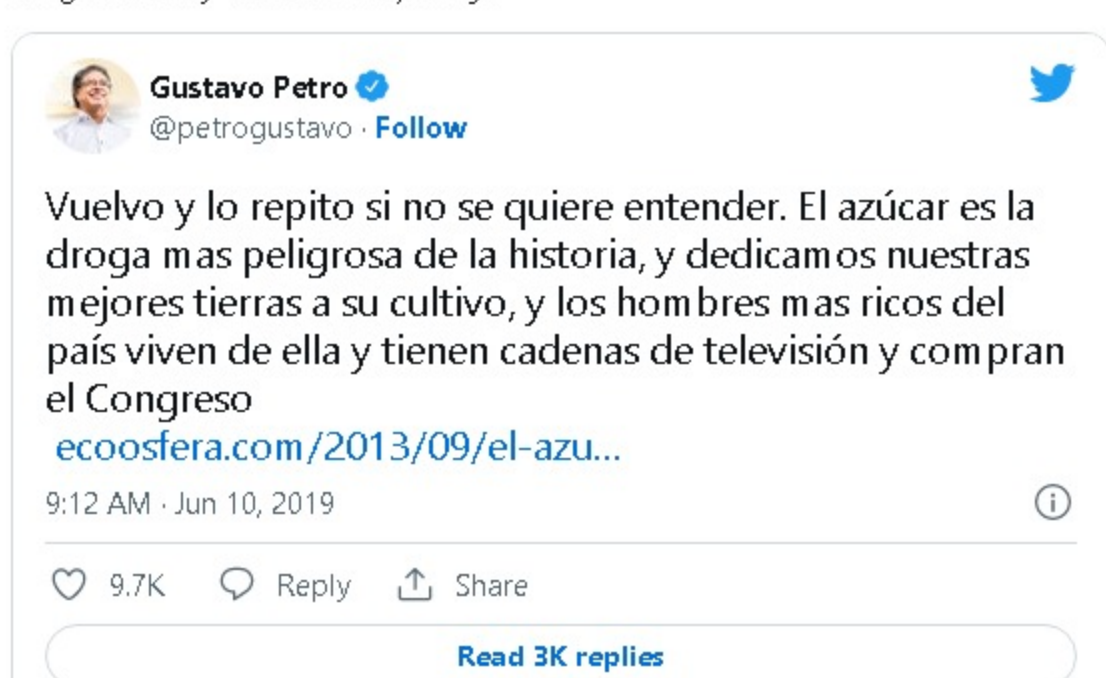 Gustavo Petro
@petrogustavo · Follow
Vuelvo y lo repito si no se quiere entender. El azúcar es la
droga mas peligrosa de la historia, y dedicamos nuestras
mejores tierras a su cultivo, y los hombres mas ricos del
país viven de ella y tienen cadenas de televisión y compran
el Congreso
ecoosfera.com/2013/09/el-azu...
9:12 AM · Jun 10, 2019
9.7K Reply Share
Read 3K replies